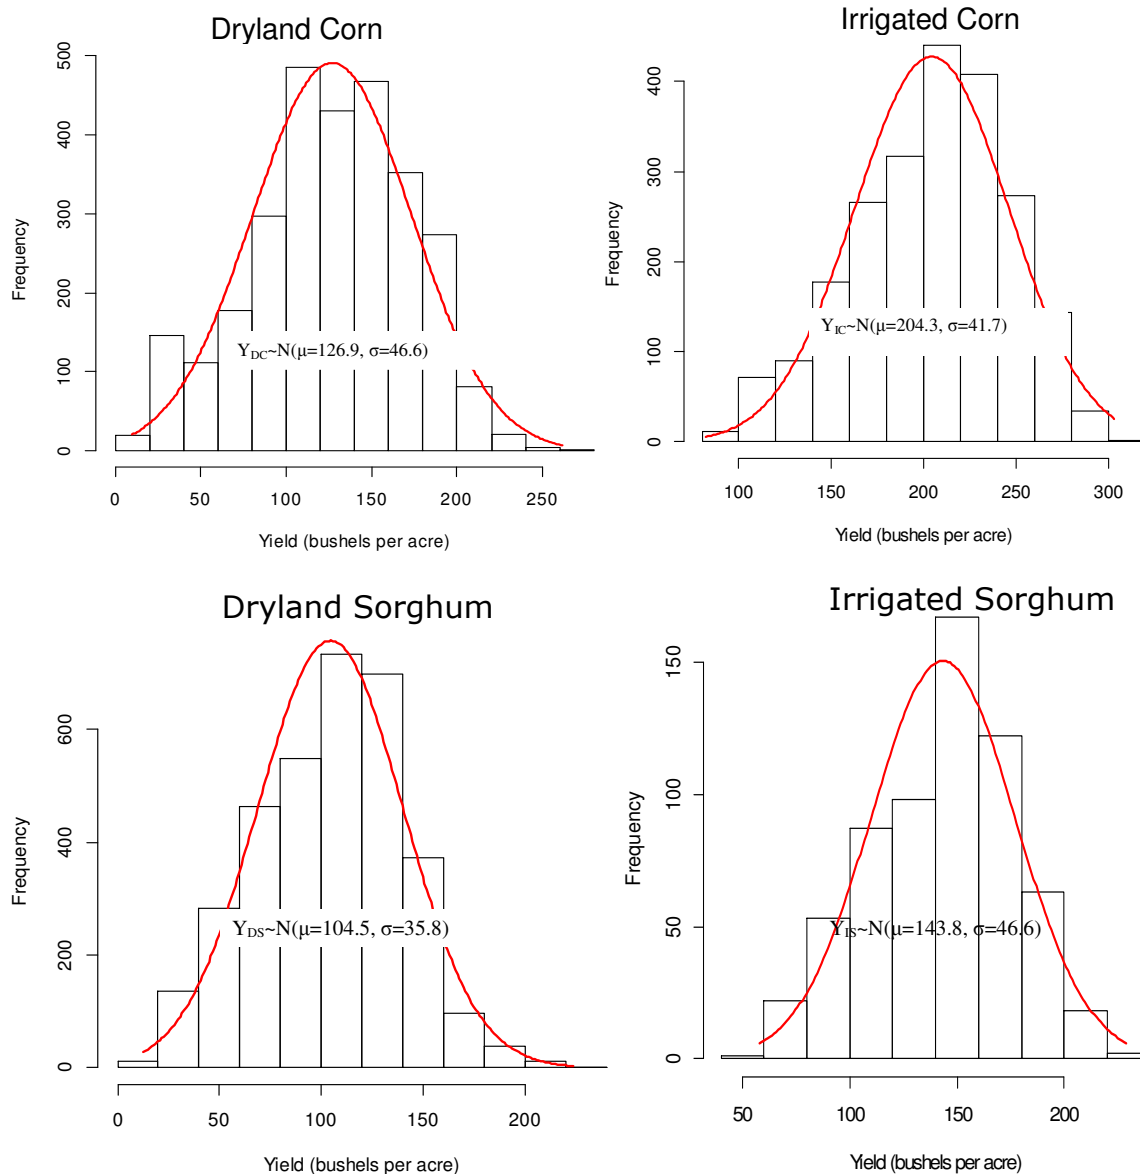 Dryland Corn
Frequency
500
400
300
200
100
0
Y_DC~N(μ=126.9, σ=46.6)
0 50 100 150 200 250
Yield (bushels per acre)
Irrigated Corn
Frequency
400
300
200
100
0
Y_IC~N(μ=204.3, σ=41.7)
100 150 200 260 300
Yield (bushels per acre)
Dryland Sorghum
Frequency
600
400
200
0
Y_DS~N(μ=104.5, σ=35.8)
0 50 100 200
Yield (bushels per acre)
Irrigated Sorghum
Frequency
150
100
50
0
Y_IS~N(μ=143.8, σ=46.6)
50 100 150 200
Yield (bushels per acre)